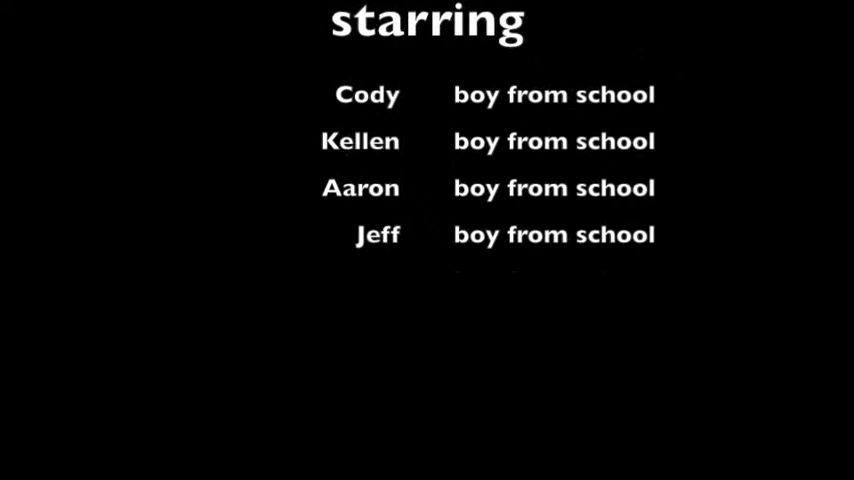 starring
Cody boy from school
Kellen boy from school
Aaron boy from school
Jeff boy from school